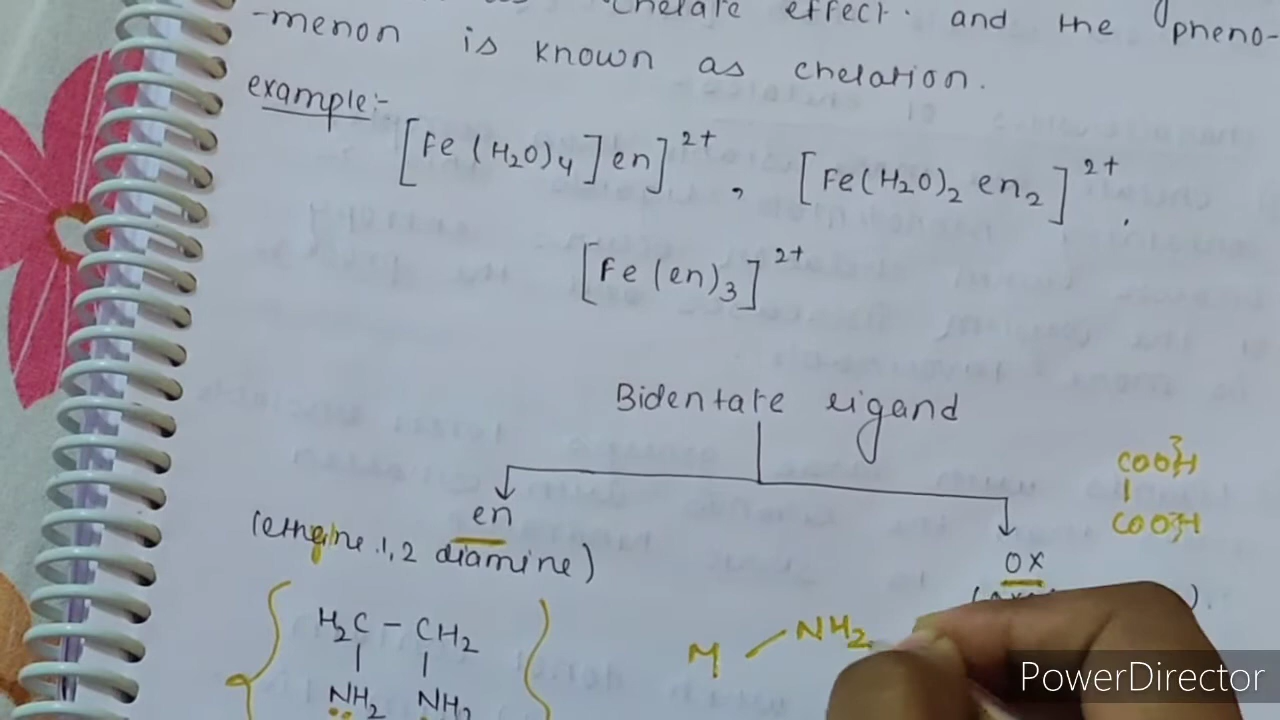 chelate effect. and the pheno-
-menon is known as chelation.
example:-
[Fe(H₂O)₄]en]²⁺, [Fe(H₂O)₂ en₂]²⁺.
[Fe(en)₃]²⁺
Bidentate ligand
COOH
COOH
en
(ethylne 1,2 diamine)
ox
H₂C - CH₂
NH₂ NH₂
M - NH₂
PowerDirector